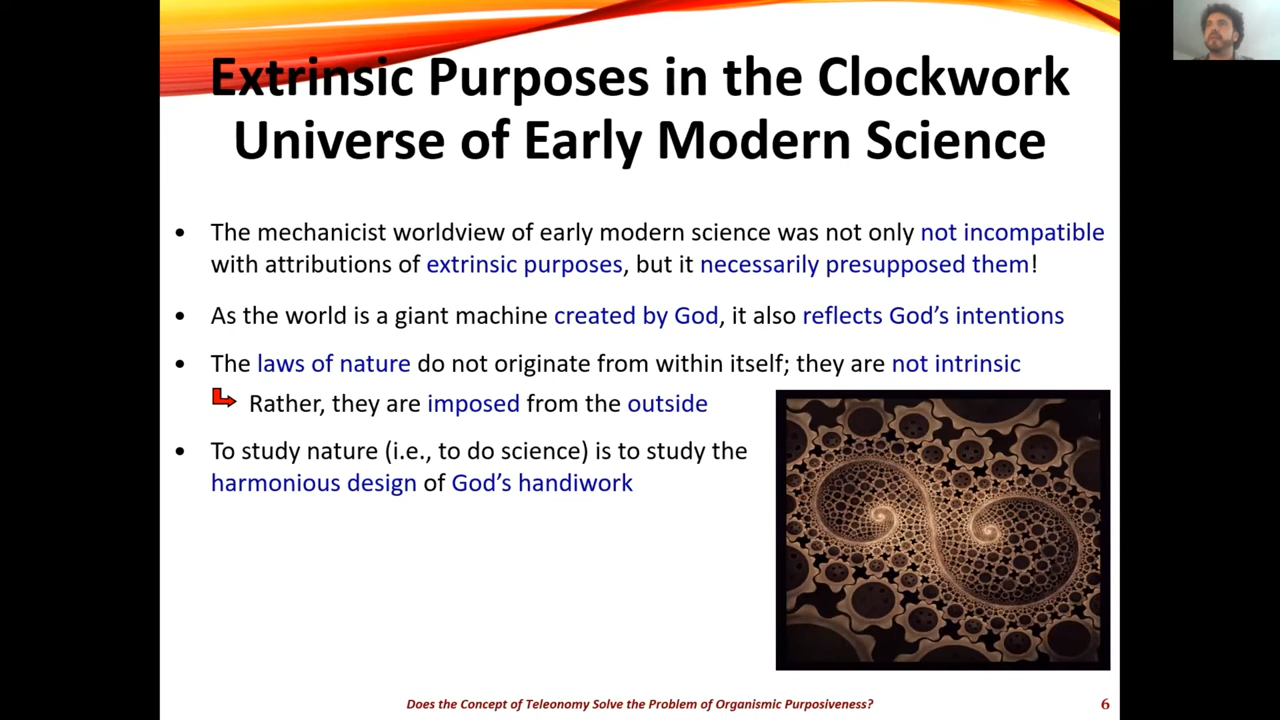 Extrinsic Purposes in the Clockwork
Universe of Early Modern Science
• The mechanicist worldview of early modern science was not only not incompatible
with attributions of extrinsic purposes, but it necessarily presupposed them!
• As the world is a giant machine created by God, it also reflects God’s intentions
• The laws of nature do not originate from within itself; they are not intrinsic
Rather, they are imposed from the outside
• To study nature (i.e., to do science) is to study the
harmonious design of God’s handiwork
Does the Concept of Teleonomy Solve the Problem of Organismic Purposiveness?
6